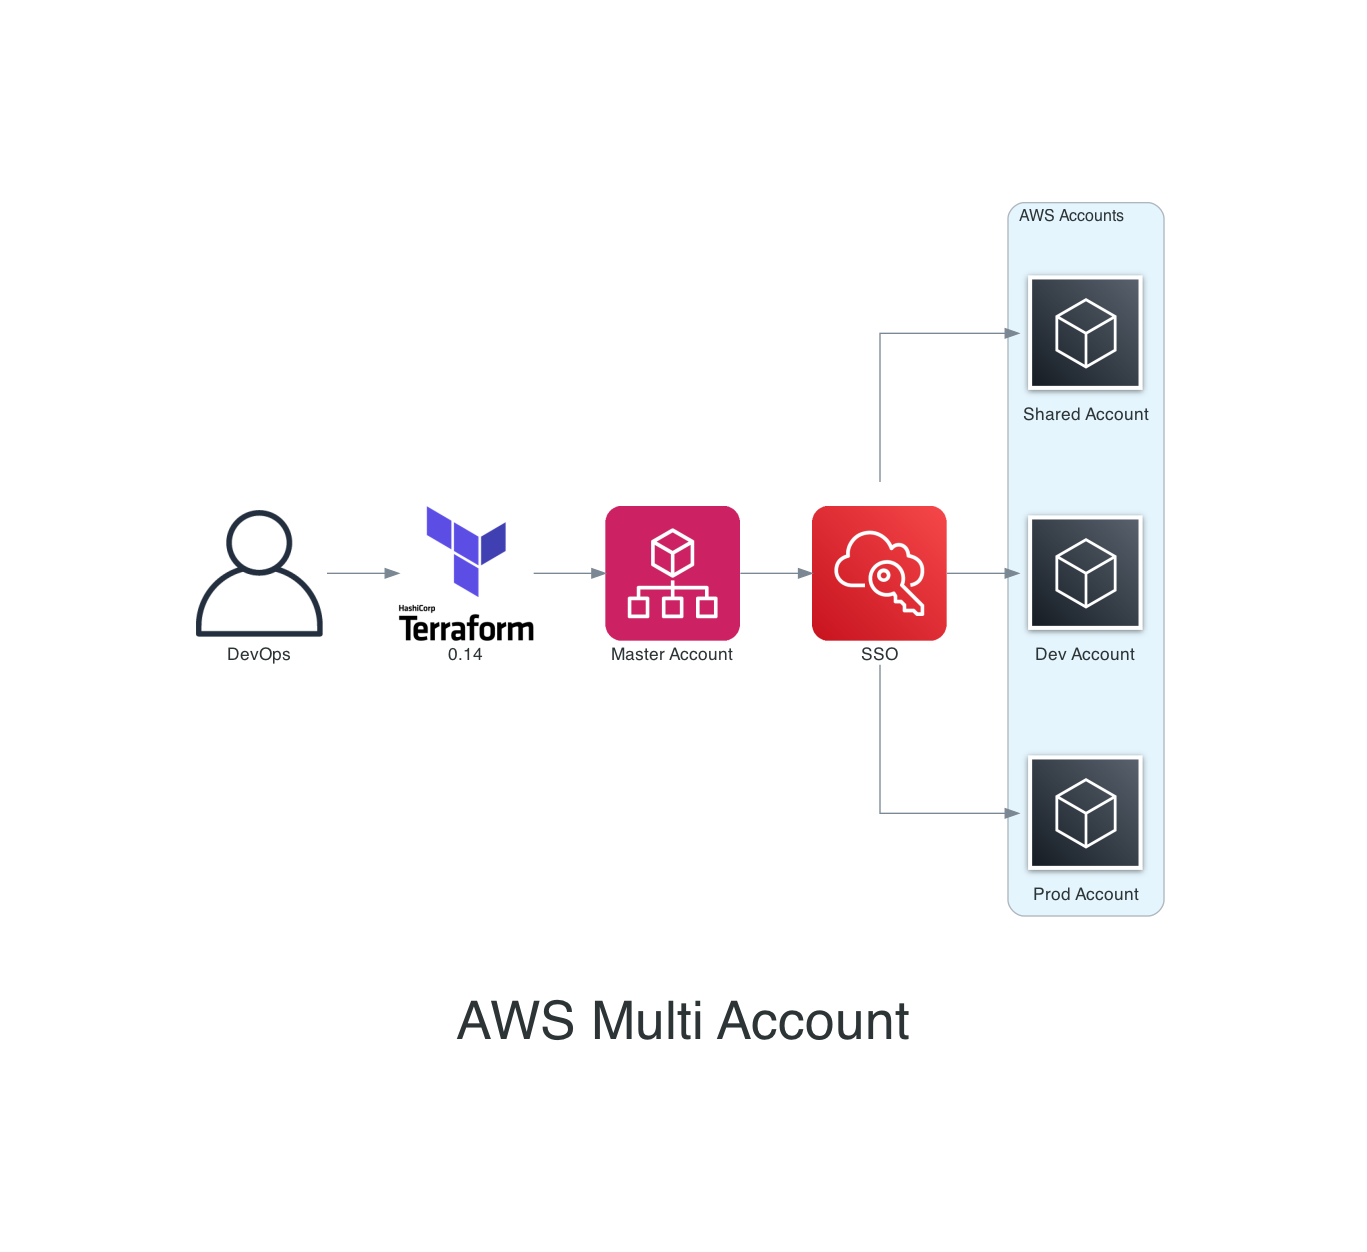 AWS Accounts
Shared Account
HashiCorp
Terraform
DevOps
0.14
Master Account
SSO
Dev Account
Prod Account
AWS Multi Account